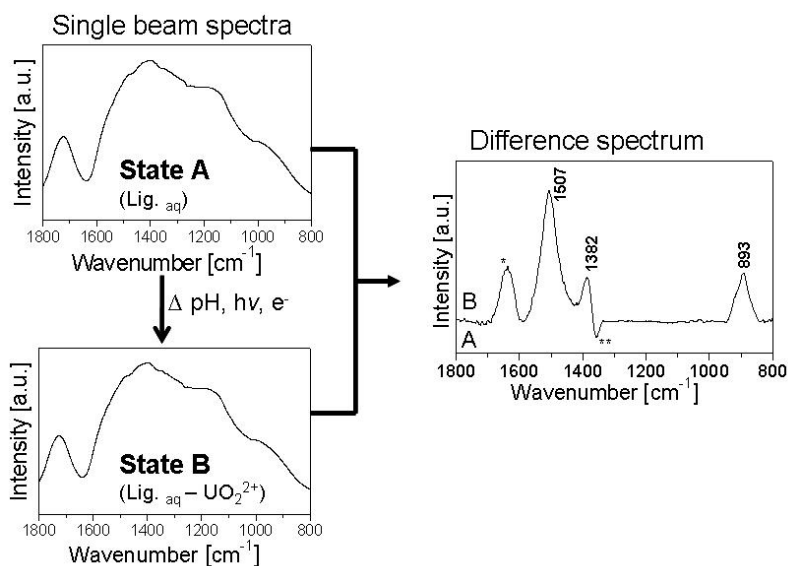 Single beam spectra
Intensity [a.u.]
State A
(Lig. aq)
1800 1600 1400 1200 1000 800
Wavenumber [cm-1]
Δ pH, hν, e-
Intensity [a.u.]
State B
(Lig. aq – UO22+)
1800 1600 1400 1200 1000 800
Wavenumber [cm-1]
Difference spectrum
Intensity [a.u.]
1507
1382
893
*
**
B
A
1800 1600 1400 1200 1000 800
Wavenumber [cm-1]